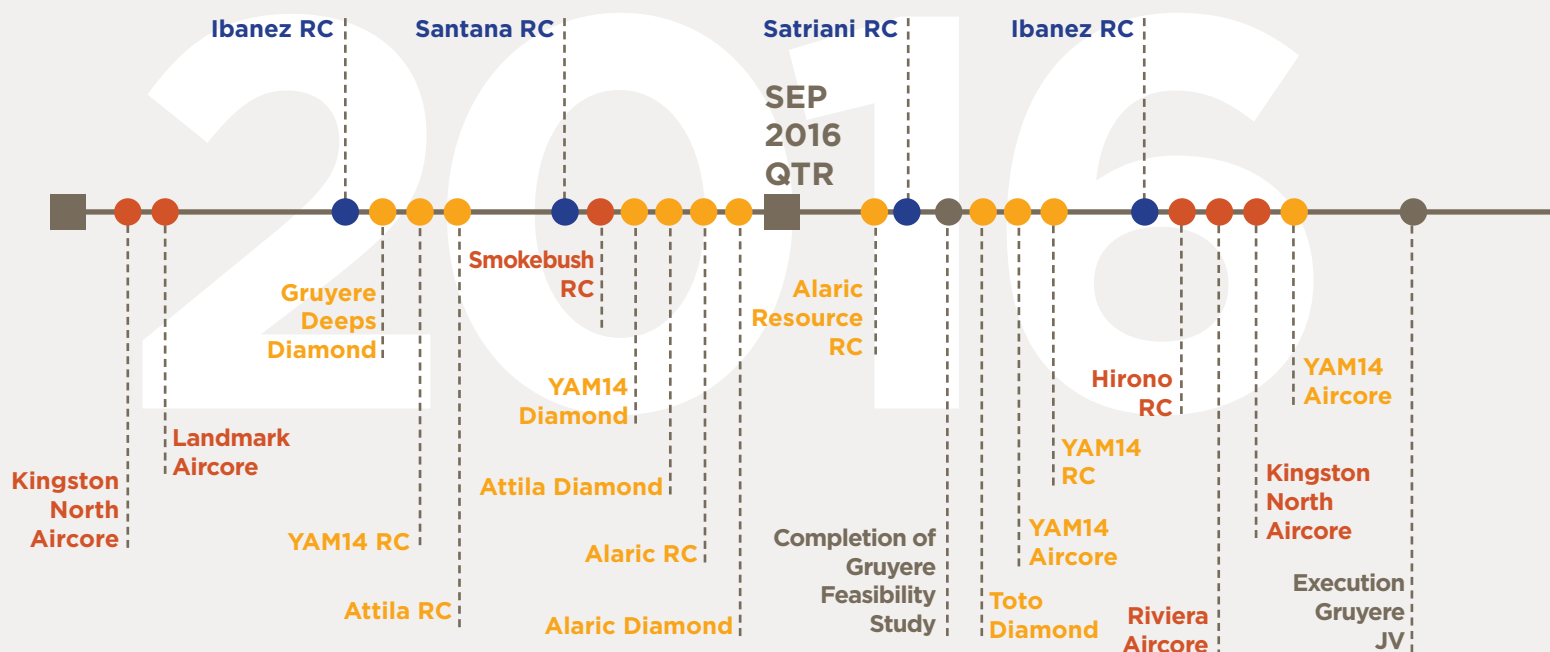 2016
Ibanez RC
Santana RC
Satriani RC
Ibanez RC
SEP
2016
QTR
Kingston
North
Aircore
Landmark
Aircore
Gruyere
Deeps
Diamond
YAM14 RC
Attila RC
Smokebush
RC
YAM14
Diamond
Attila Diamond
Alaric RC
Alaric Diamond
Alaric
Resource
RC
Completion of
Gruyere
Feasibility
Study
Toto
Diamond
YAM14
Aircore
YAM14
RC
Hirono
RC
Riviera
Aircore
Kingston
North
Aircore
YAM14
Aircore
Execution
Gruyere
JV